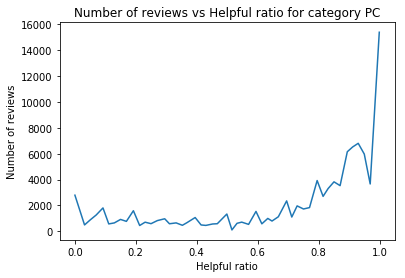 Number of reviews vs Helpful ratio for category PC
16000
14000
12000
10000
8000
6000
4000
2000
0
Number of reviews
0.0 0.2 0.4 0.6 0.8 1.0
Helpful ratio